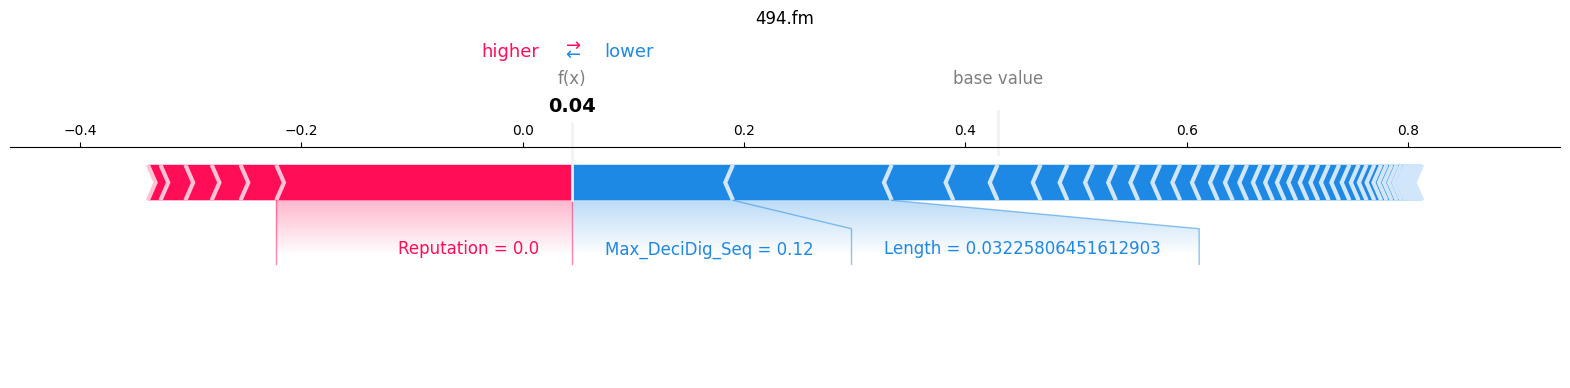 494.fm
higher ⇄ lower
f(x) base value
0.04
−0.4 −0.2 0.0 0.2 0.4 0.6 0.8
Reputation = 0.0 Max_DeciDig_Seq = 0.12 Length = 0.03225806451612903